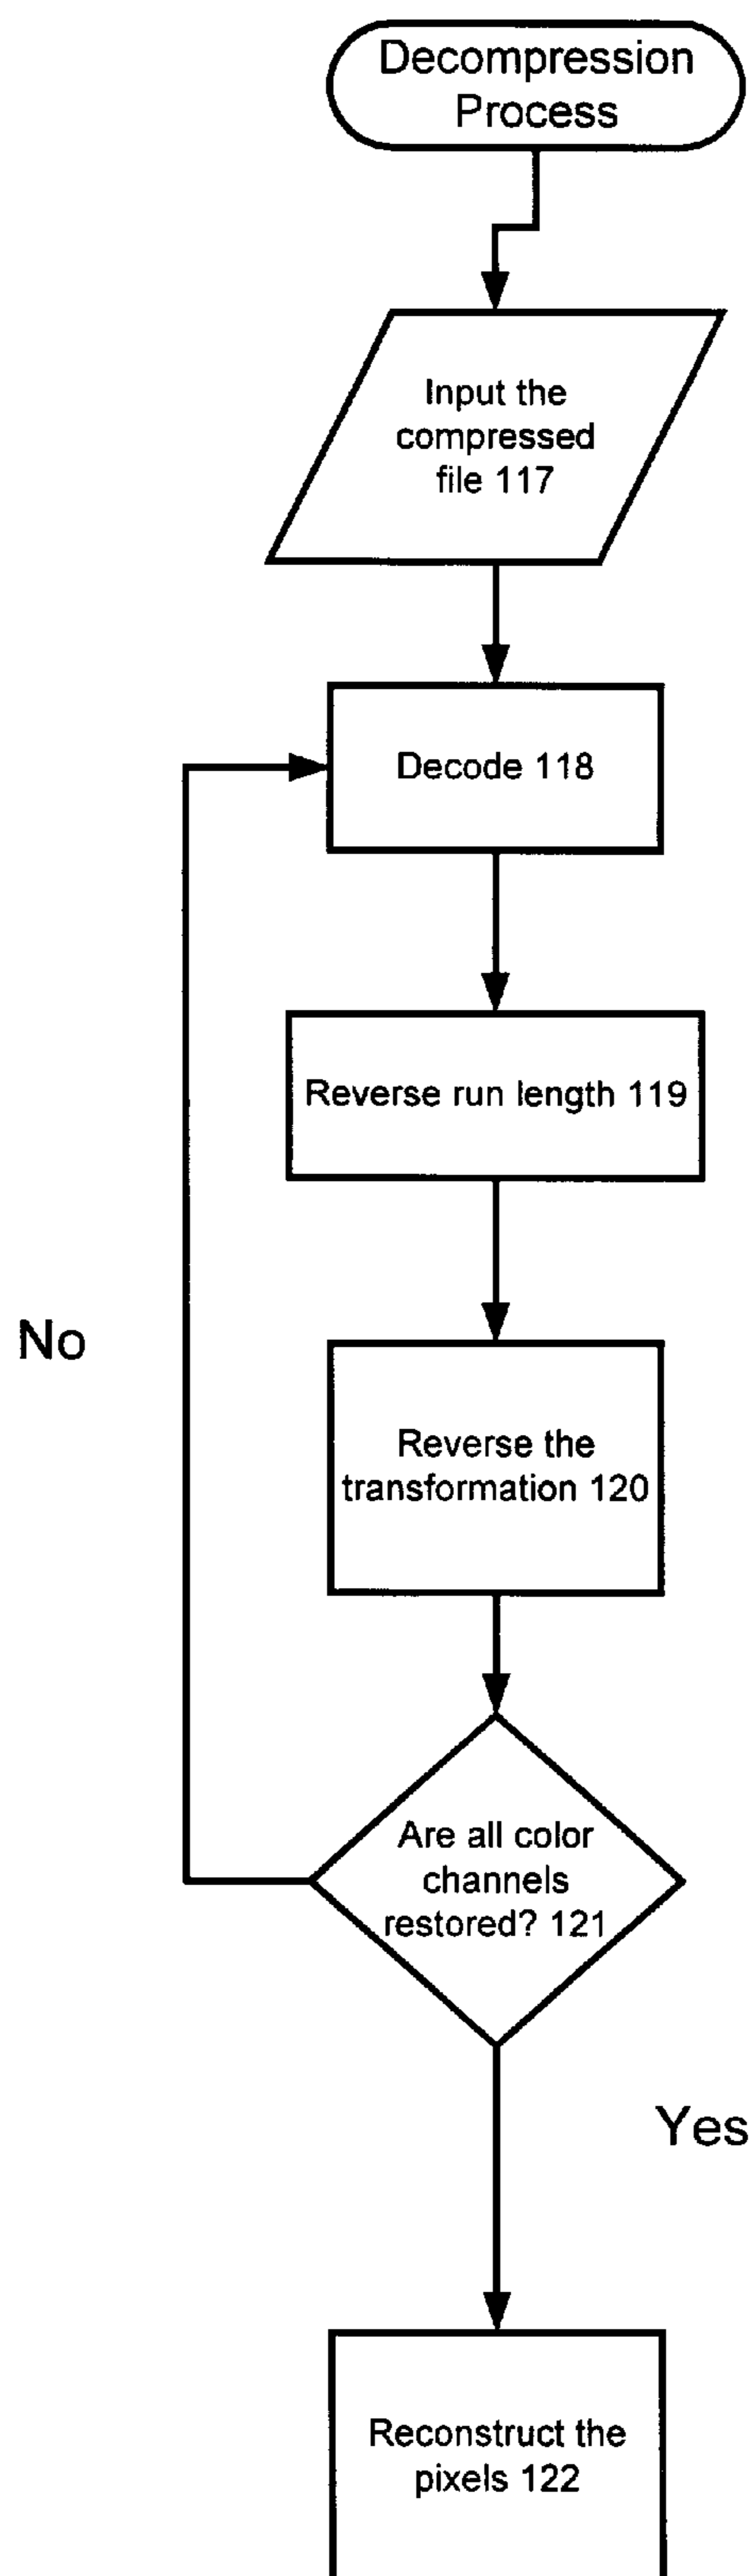 Decompression
Process
Input the
compressed
file 117
Decode 118
Reverse run length 119
No
Reverse the
transformation 120
Are all color
channels
restored? 121
Yes
Reconstruct the
pixels 122